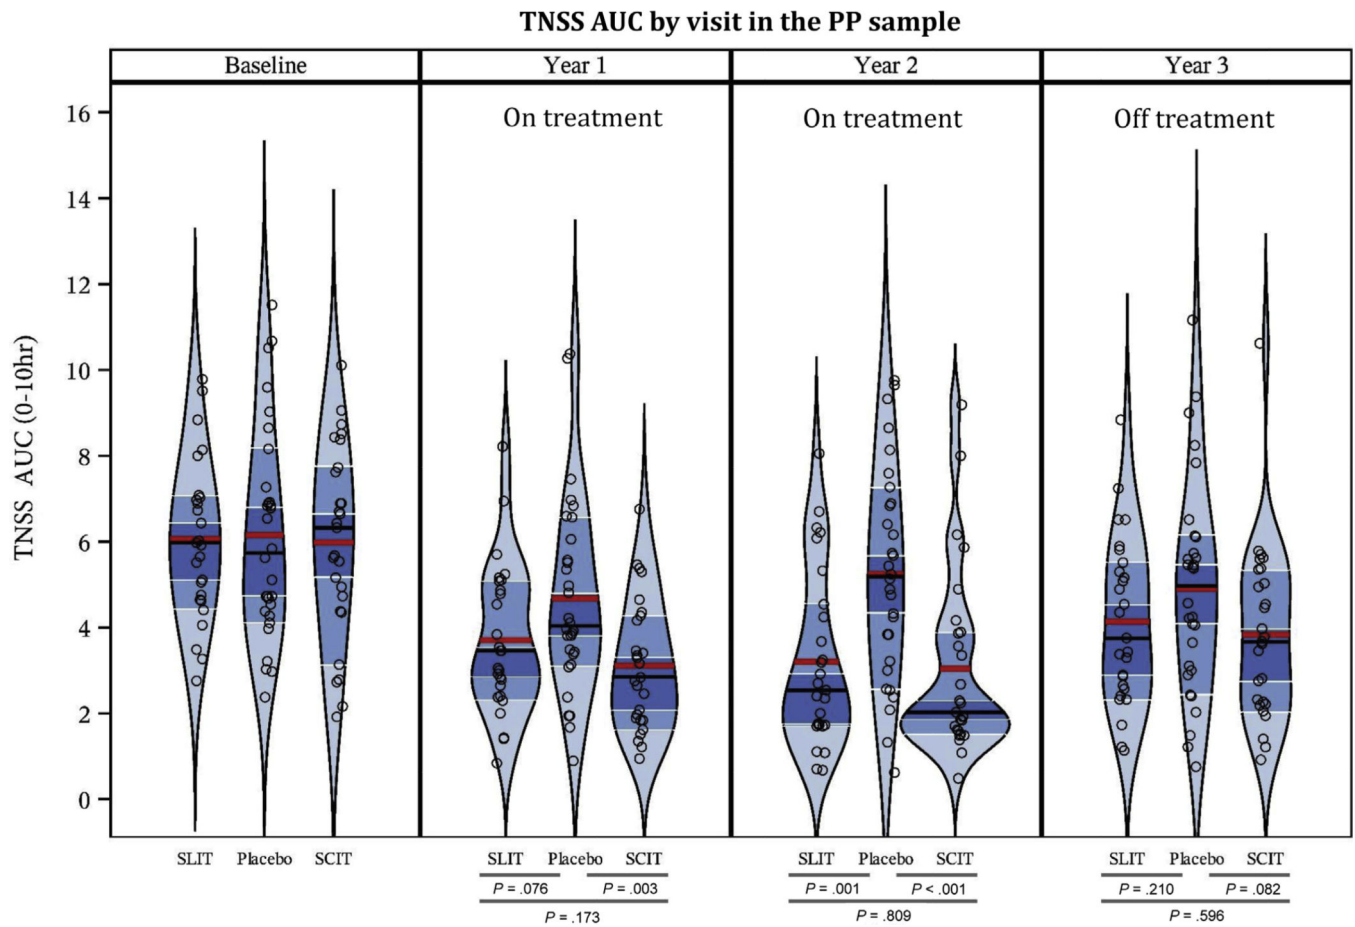 TNSS AUC by visit in the PP sample
Baseline Year 1 Year 2 Year 3
On treatment On treatment Off treatment
TNSS AUC (0-10hr)
16
14
12
10
8
6
4
2
0
SLIT Placebo SCIT SLIT Placebo SCIT SLIT Placebo SCIT SLIT Placebo SCIT
P = .076 P = .003 P = .001 P < .001 P = .210 P = .082
P = .173 P = .809 P = .596